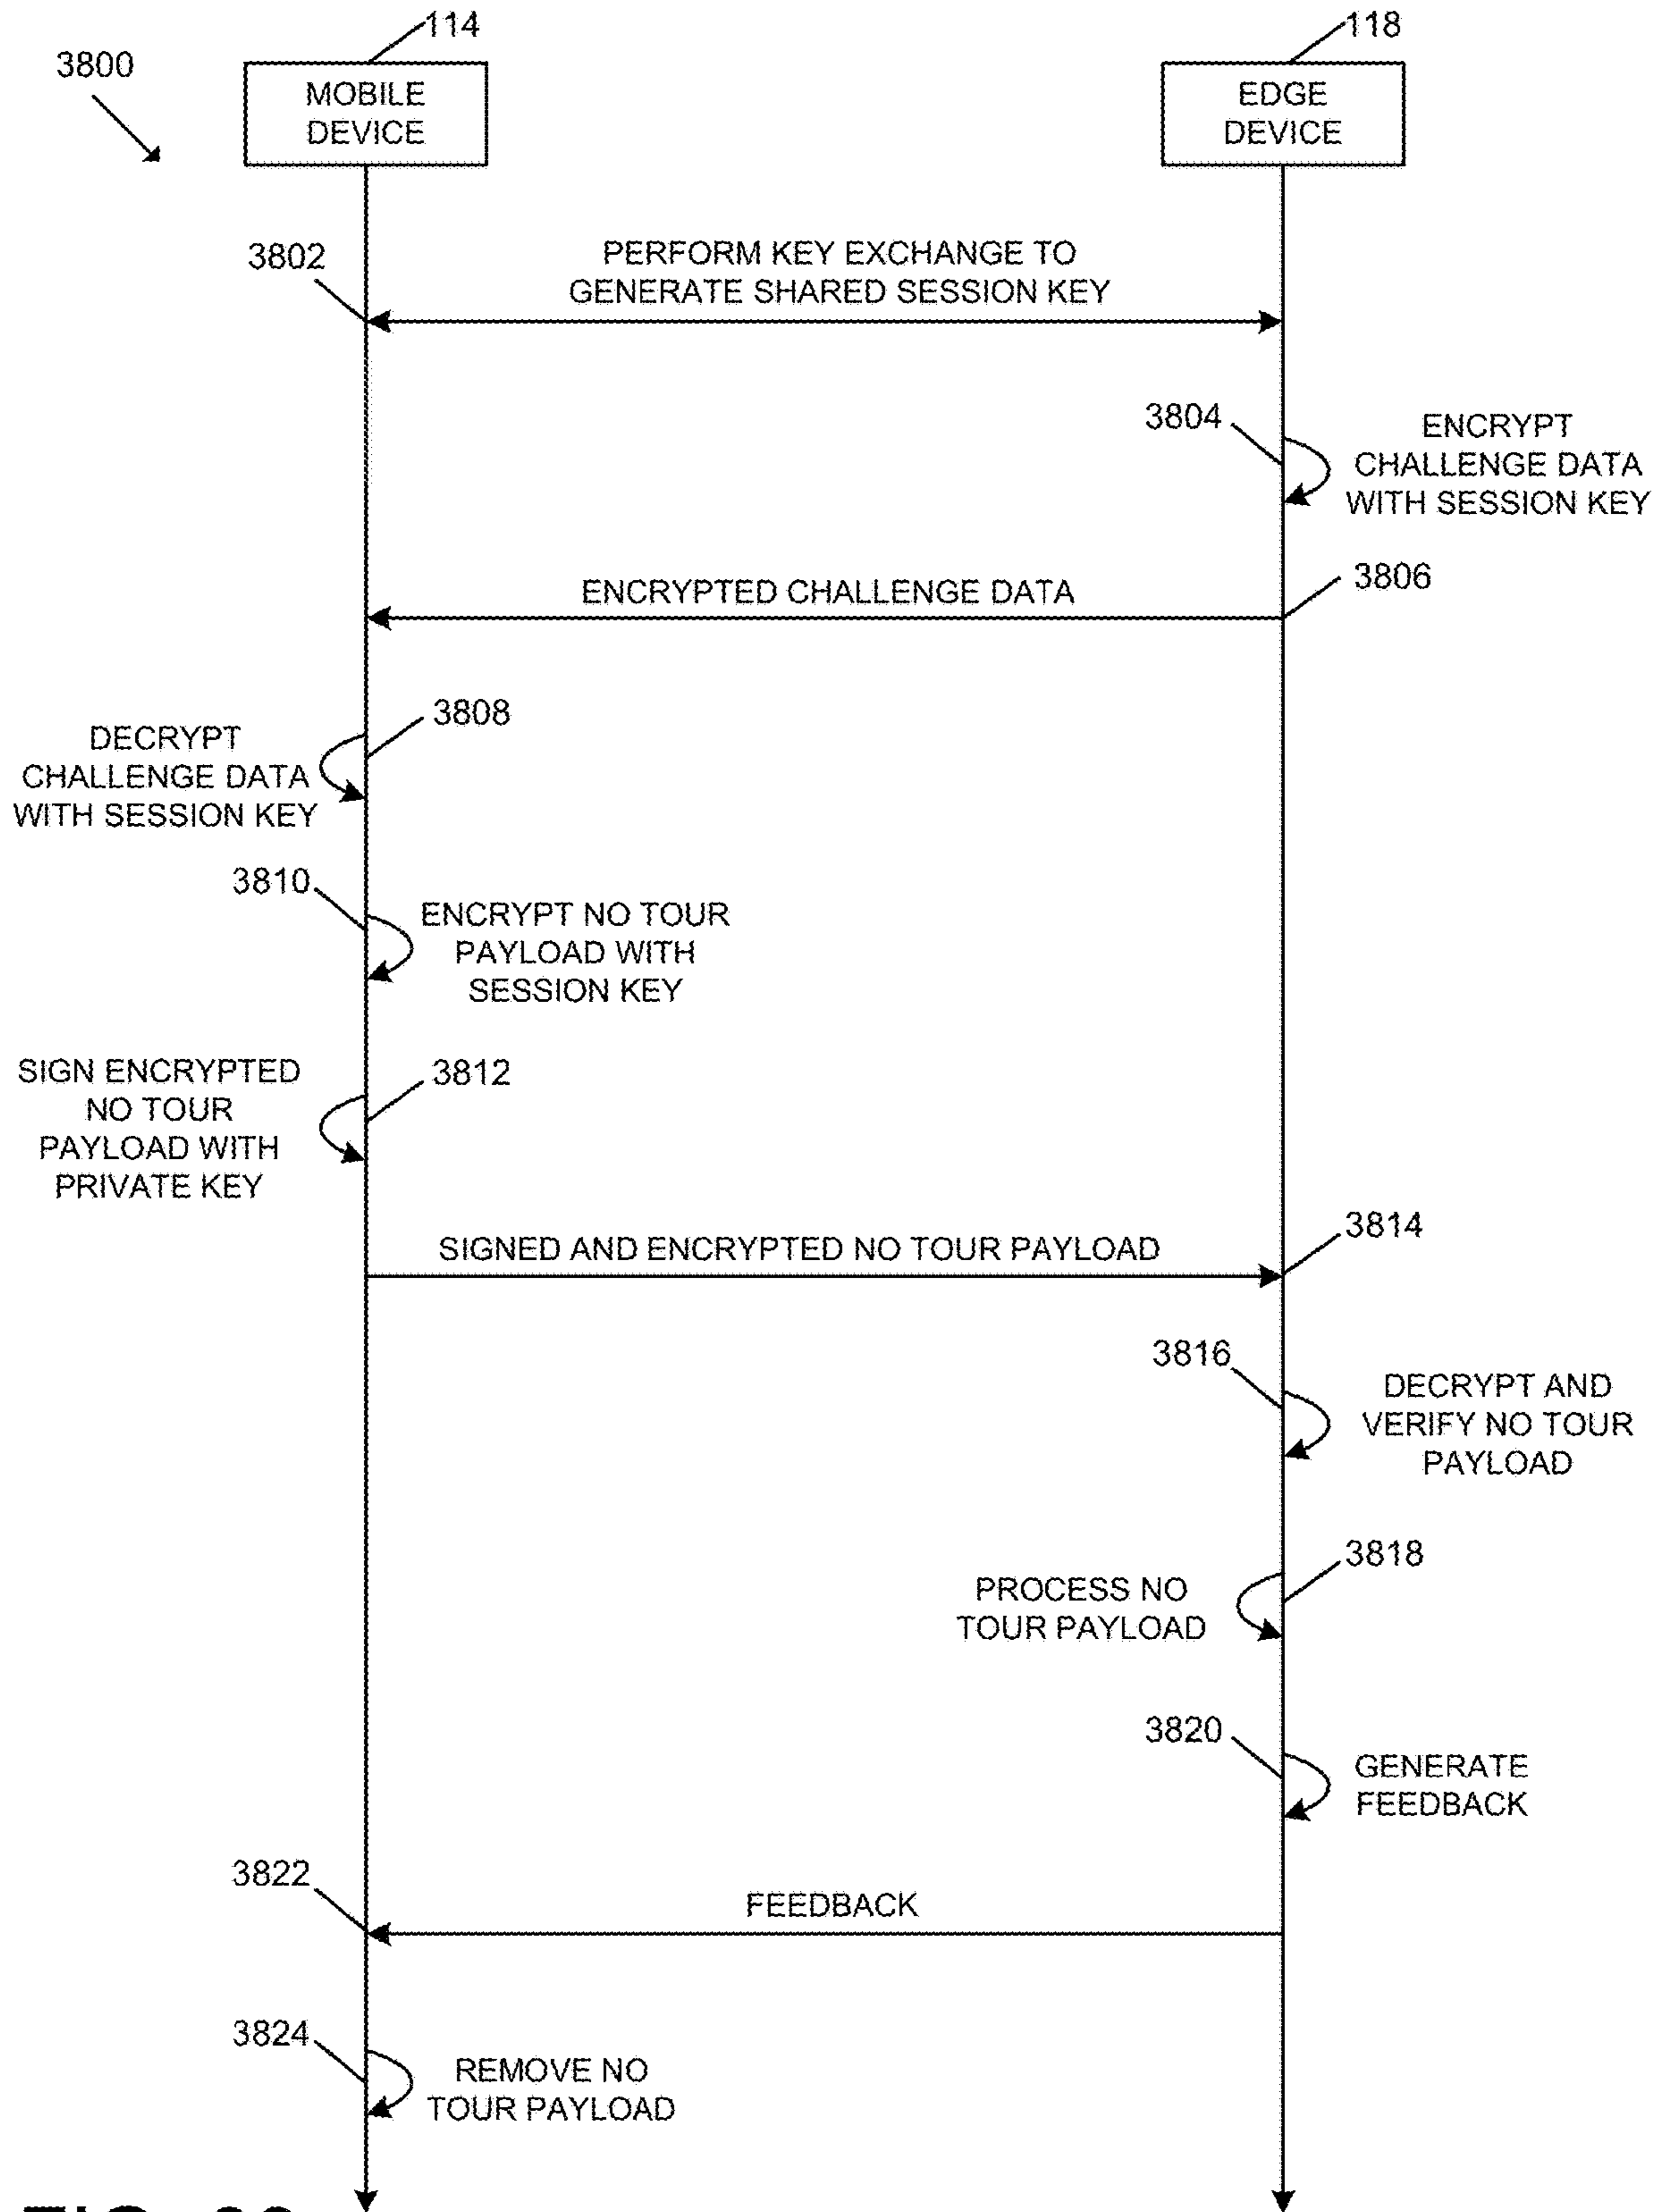 114
118
3800
MOBILE
DEVICE
EDGE
DEVICE
3802
PERFORM KEY EXCHANGE TO
GENERATE SHARED SESSION KEY
3804
ENCRYPT
CHALLENGE DATA
WITH SESSION KEY
ENCRYPTED CHALLENGE DATA
3806
3808
DECRYPT
CHALLENGE DATA
WITH SESSION KEY
3810
ENCRYPT NO TOUR
PAYLOAD WITH
SESSION KEY
3812
SIGN ENCRYPTED
NO TOUR
PAYLOAD WITH
PRIVATE KEY
SIGNED AND ENCRYPTED NO TOUR PAYLOAD
3814
3816
DECRYPT AND
VERIFY NO TOUR
PAYLOAD
3818
PROCESS NO
TOUR PAYLOAD
3820
GENERATE
FEEDBACK
3822
FEEDBACK
3824
REMOVE NO
TOUR PAYLOAD